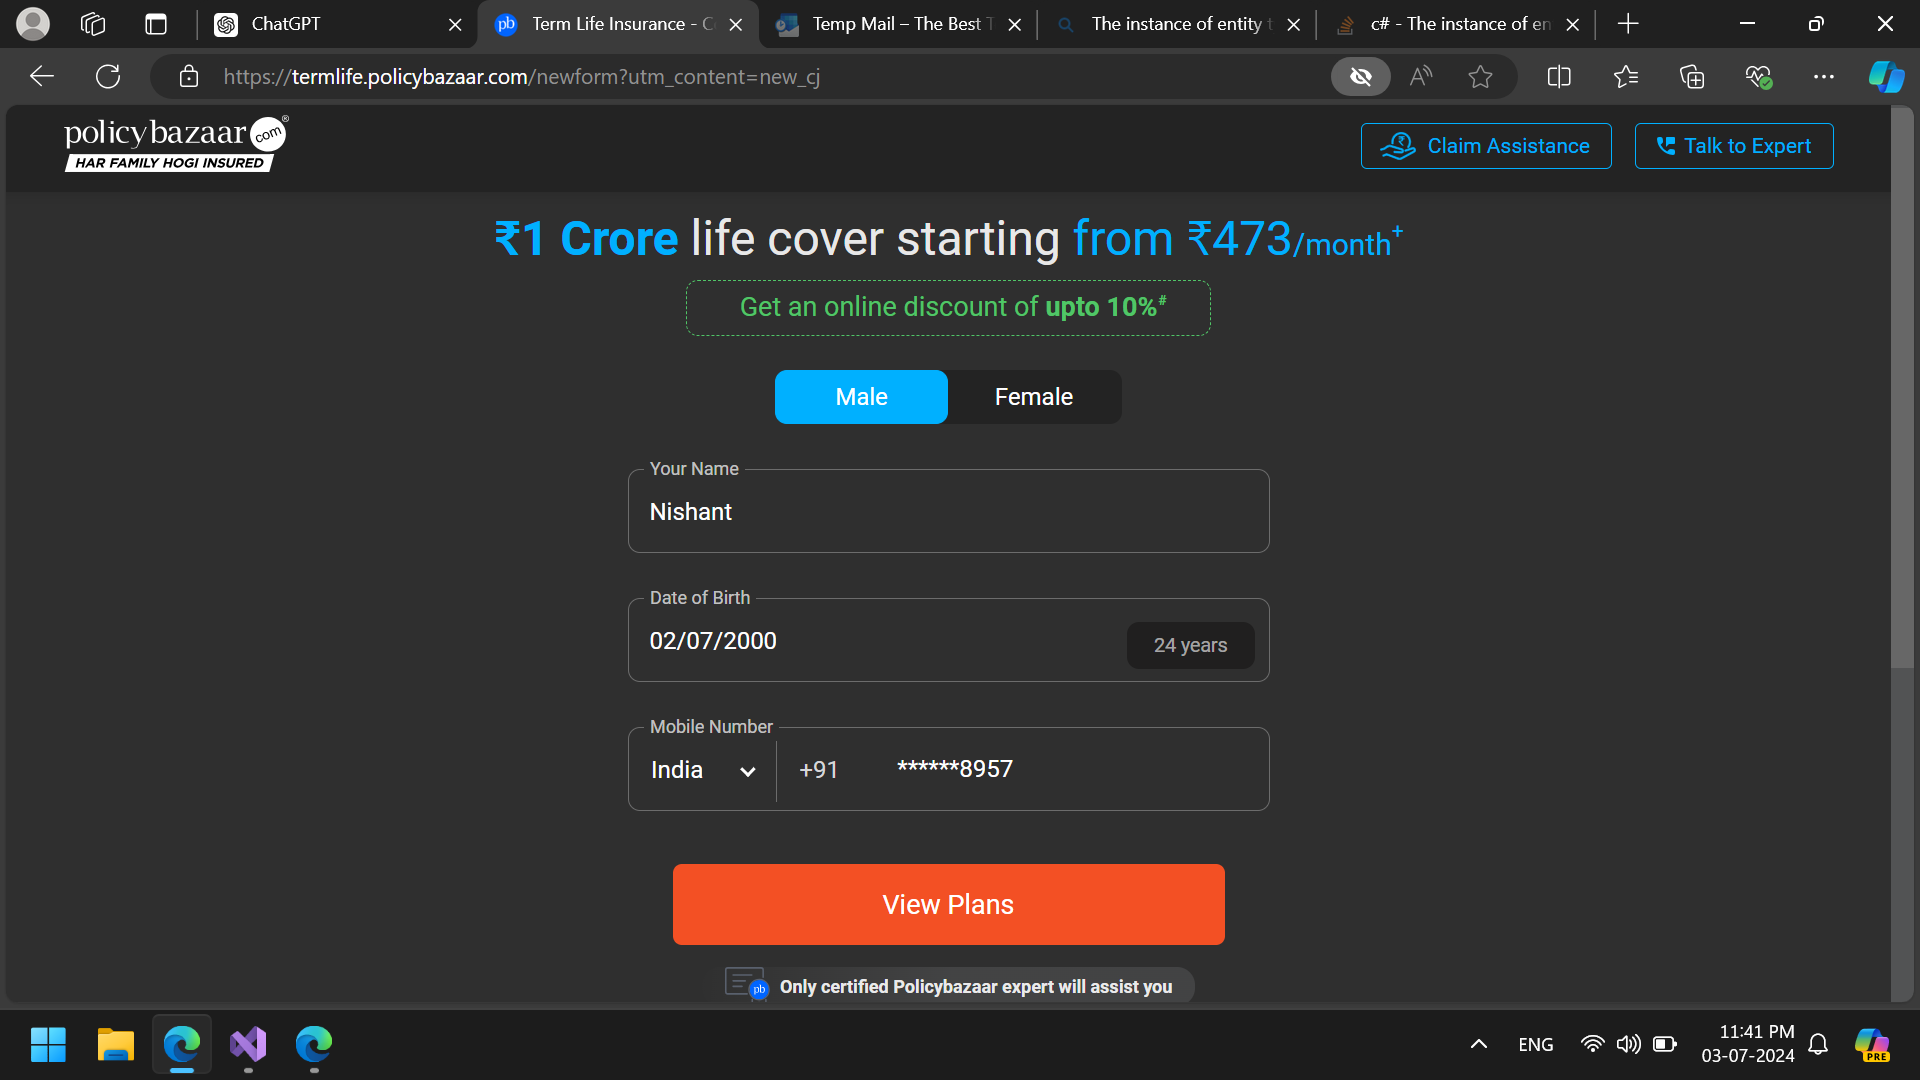 ChatGPT
Term Life Insurance - C
Temp Mail – The Best T
The instance of entity t
c# - The instance of en
https://termlife.policybazaar.com/newform?utm_content=new_cj
policybazaar com®
HAR FAMILY HOGI INSURED
Claim Assistance
Talk to Expert
₹1 Crore life cover starting from ₹473/month+
Get an online discount of upto 10%#
Male
Female
Your Name
Nishant
Date of Birth
02/07/2000
24 years
Mobile Number
India
+91
******8957
View Plans
pb Only certified Policybazaar expert will assist you
ENG
11:41 PM
03-07-2024
PRE